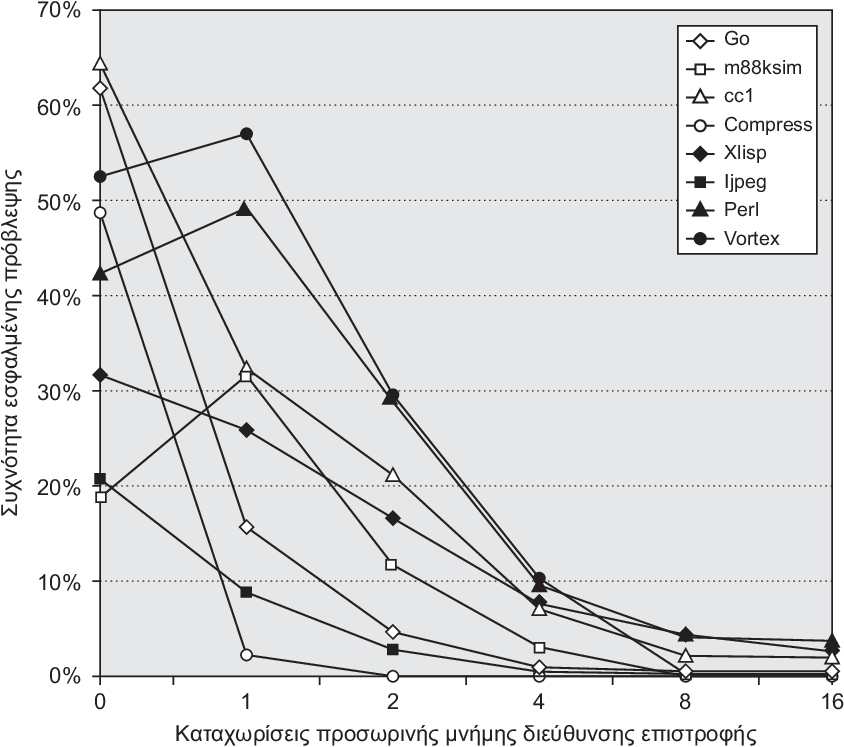 70%
60%
50%
40%
30%
20%
10%
0%
Συχνότητα εσφαλμένης πρόβλεψης
Go
m88ksim
cc1
Compress
Xlisp
Ijpeg
Perl
Vortex
0 1 2 4 8 16
Καταχωρίσεις προσωρινής μνήμης διεύθυνσης επιστροφής